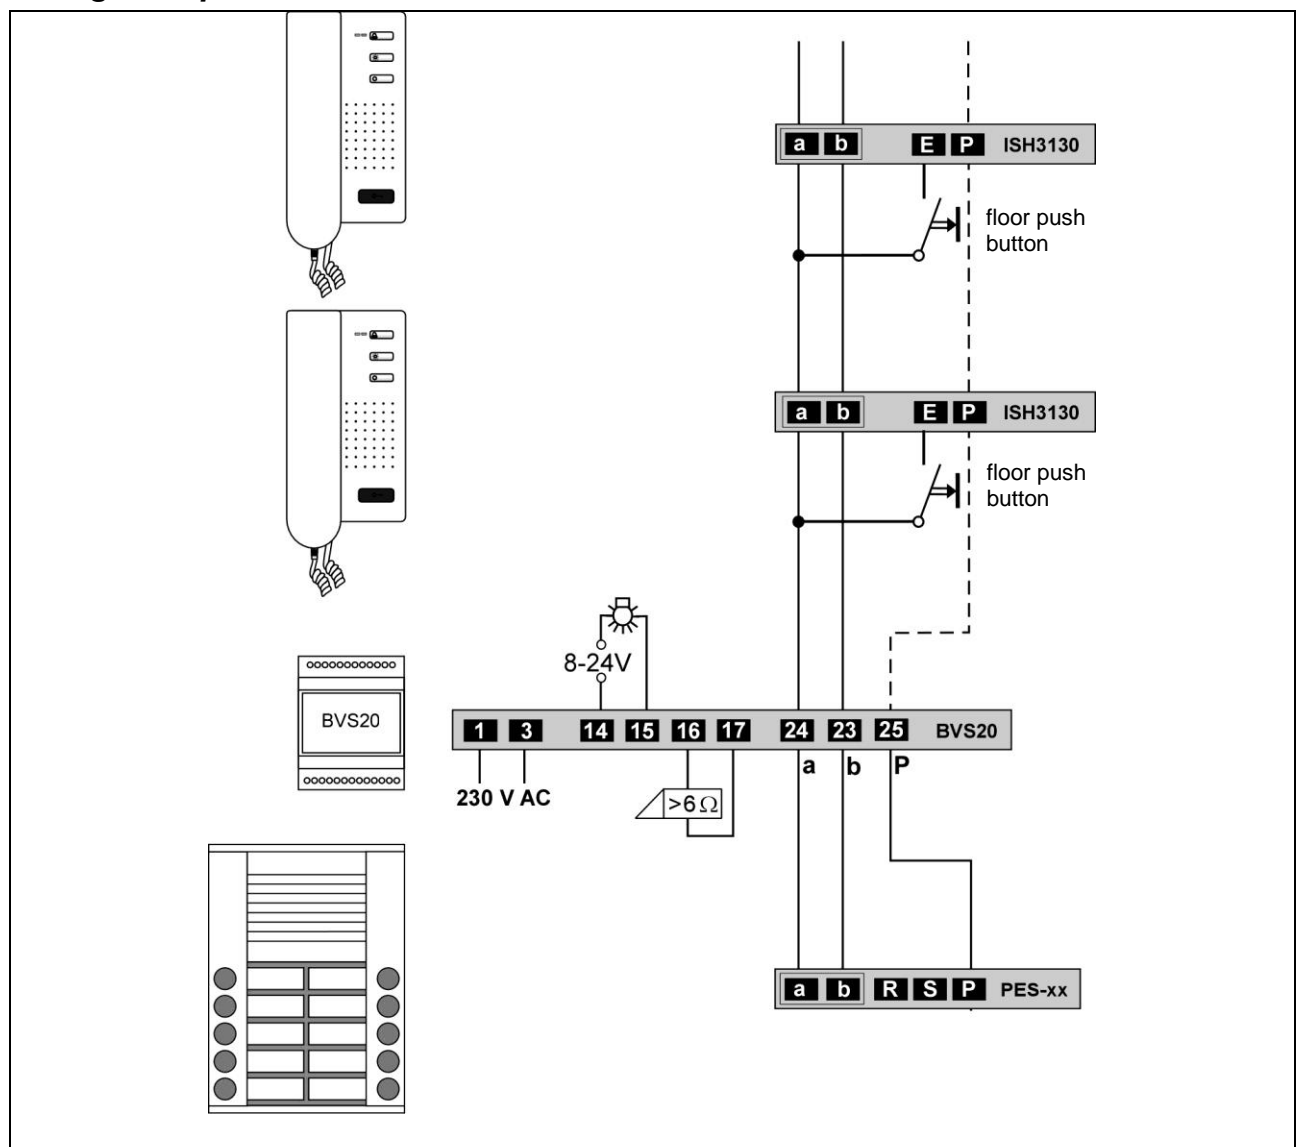 a b E P ISH3130
floor push
button
a b E P ISH3130
floor push
button
8-24V
BVS20
1 3 14 15 16 17 24 23 25 BVS20
a b P
230 V AC
>6 Ω
a b R S P PES-xx